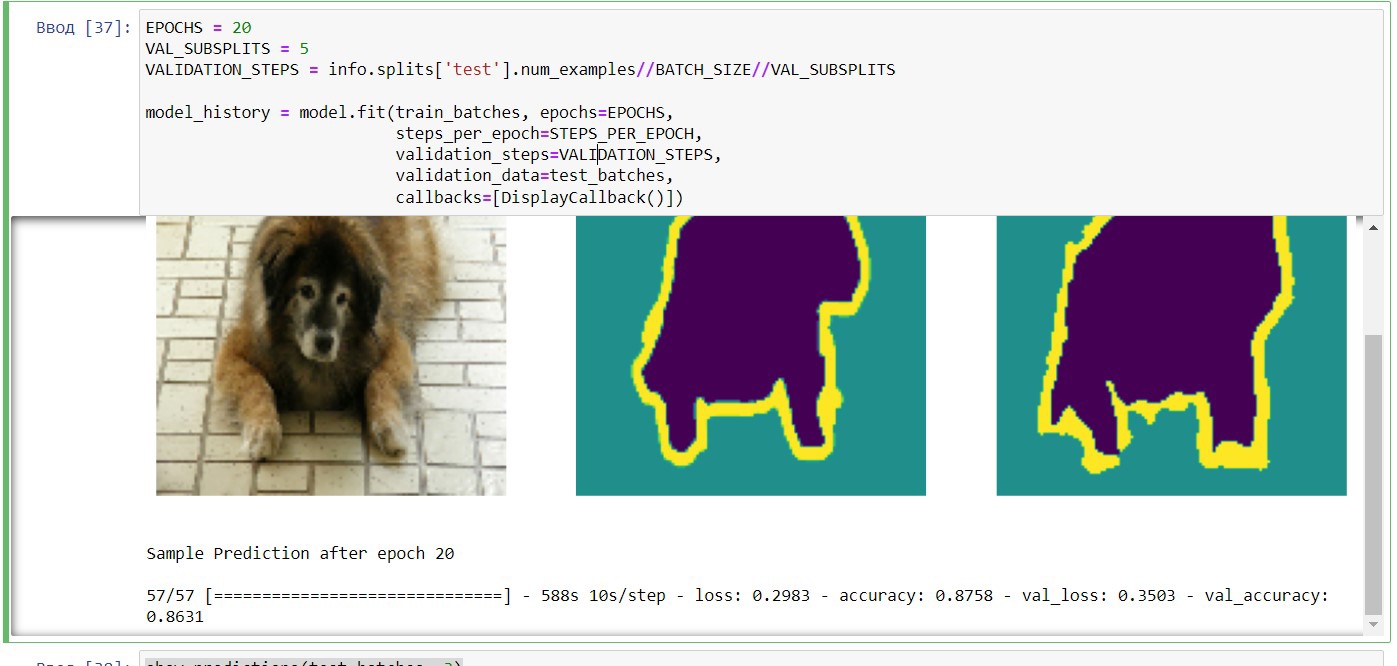 Ввод [37]:
EPOCHS = 20
VAL_SUBSPLITS = 5
VALIDATION_STEPS = info.splits['test'].num_examples//BATCH_SIZE//VAL_SUBSPLITS
model_history = model.fit(train_batches, epochs=EPOCHS,
steps_per_epoch=STEPS_PER_EPOCH,
validation_steps=VALIDATION_STEPS,
validation_data=test_batches,
callbacks=[DisplayCallback()])
Sample Prediction after epoch 20
57/57 [==============================] - 588s 10s/step - loss: 0.2983 - accuracy: 0.8758 - val_loss: 0.3503 - val_accuracy:
0.8631